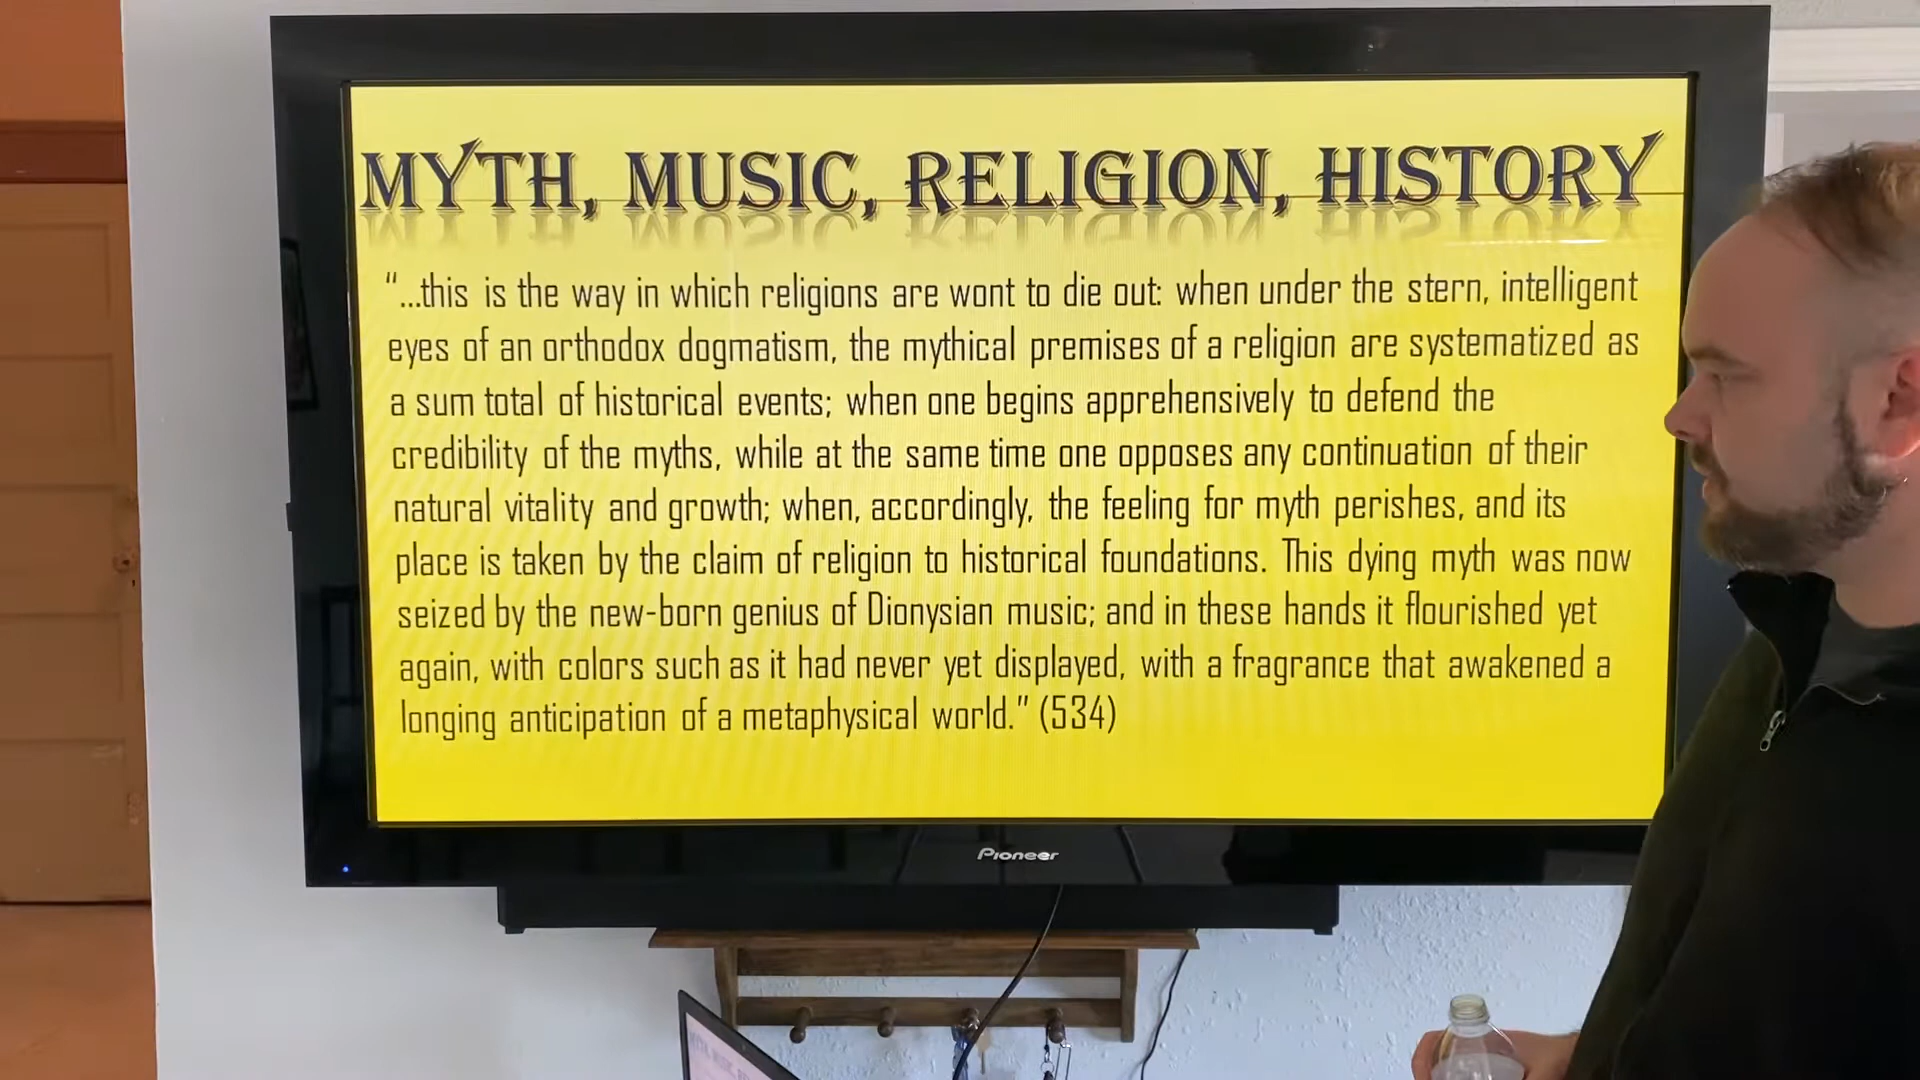 MYTH, MUSIC, RELIGION, HISTORY
“...this is the way in which religions are wont to die out: when under the stern, intelligent
eyes of an orthodox dogmatism, the mythical premises of a religion are systematized as
a sum total of historical events; when one begins apprehensively to defend the
credibility of the myths, while at the same time one opposes any continuation of their
natural vitality and growth; when, accordingly, the feeling for myth perishes, and its
place is taken by the claim of religion to historical foundations. This dying myth was now
seized by the new-born genius of Dionysian music; and in these hands it flourished yet
again, with colors such as it had never yet displayed, with a fragrance that awakened a
longing anticipation of a metaphysical world.” (534)
Pioneer